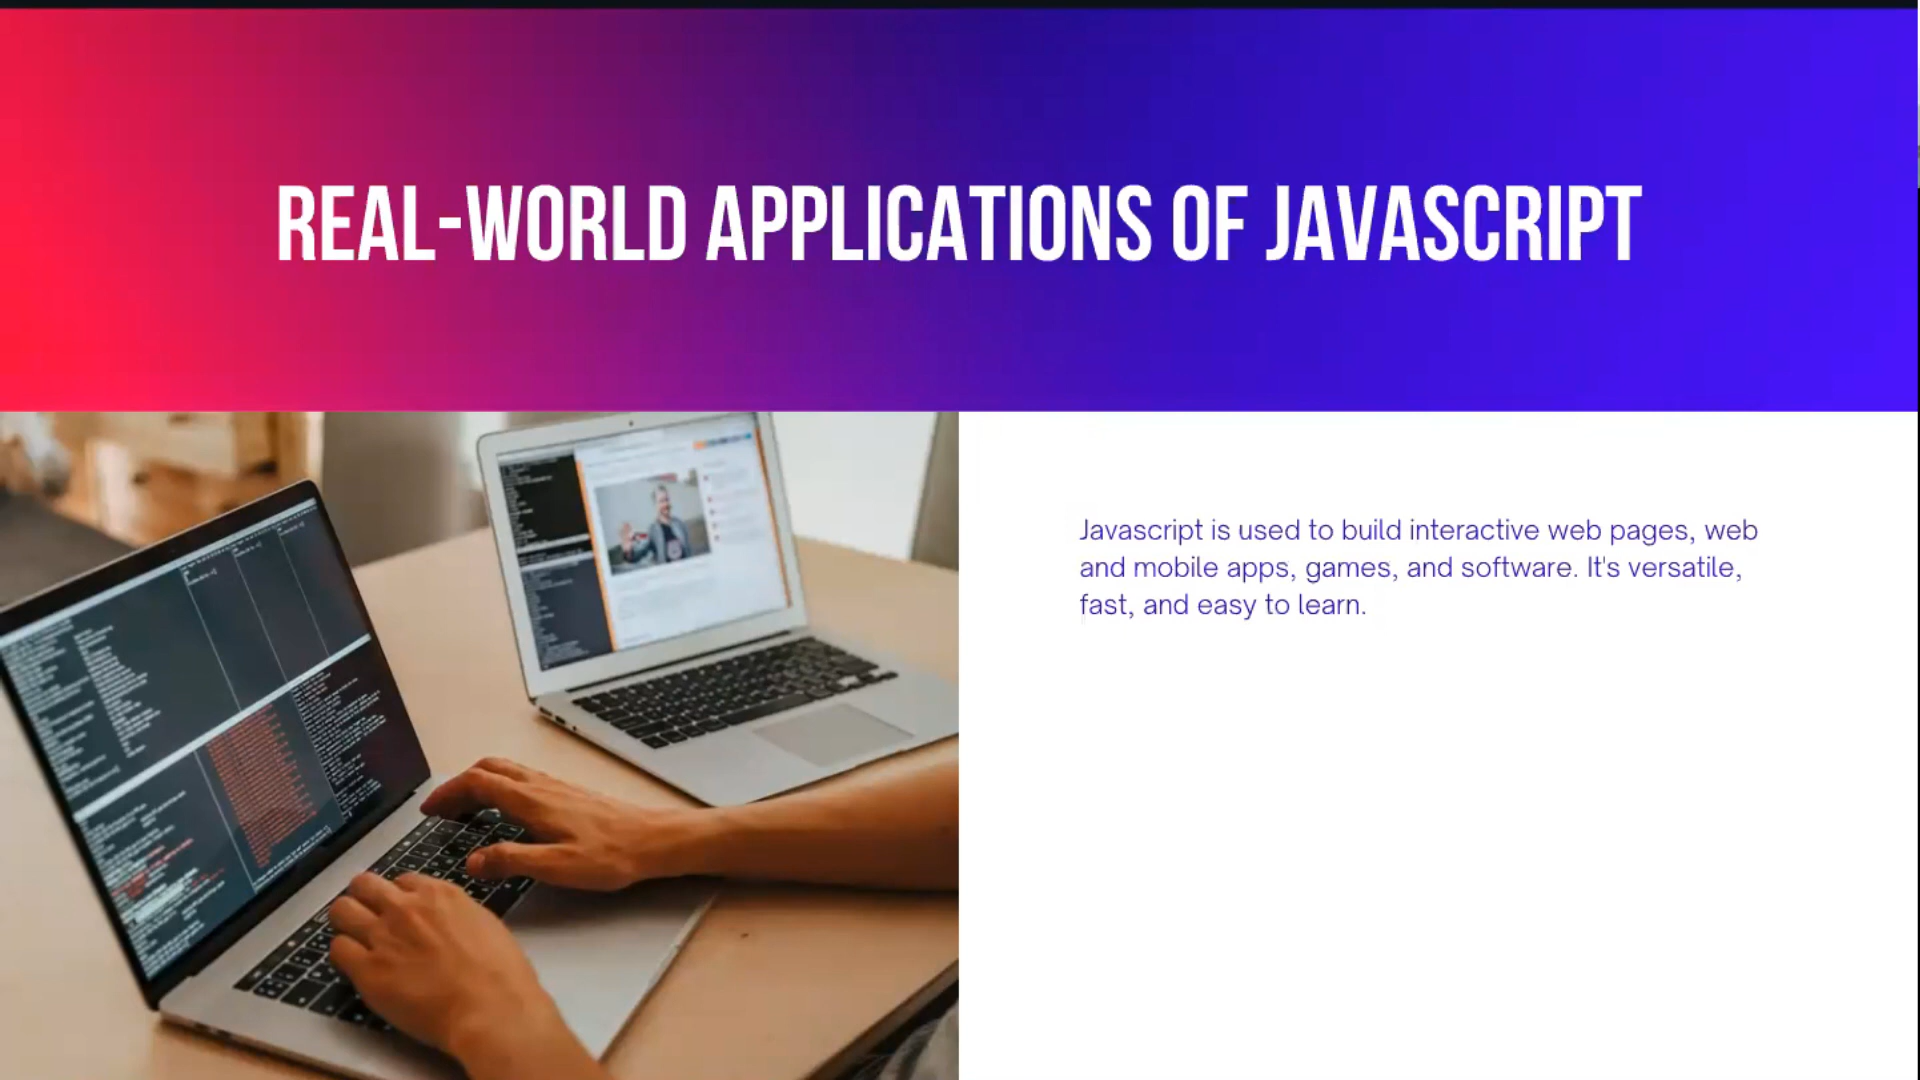 REAL-WORLD APPLICATIONS OF JAVASCRIPT
Javascript is used to build interactive web pages, web
and mobile apps, games, and software. It's versatile,
fast, and easy to learn.